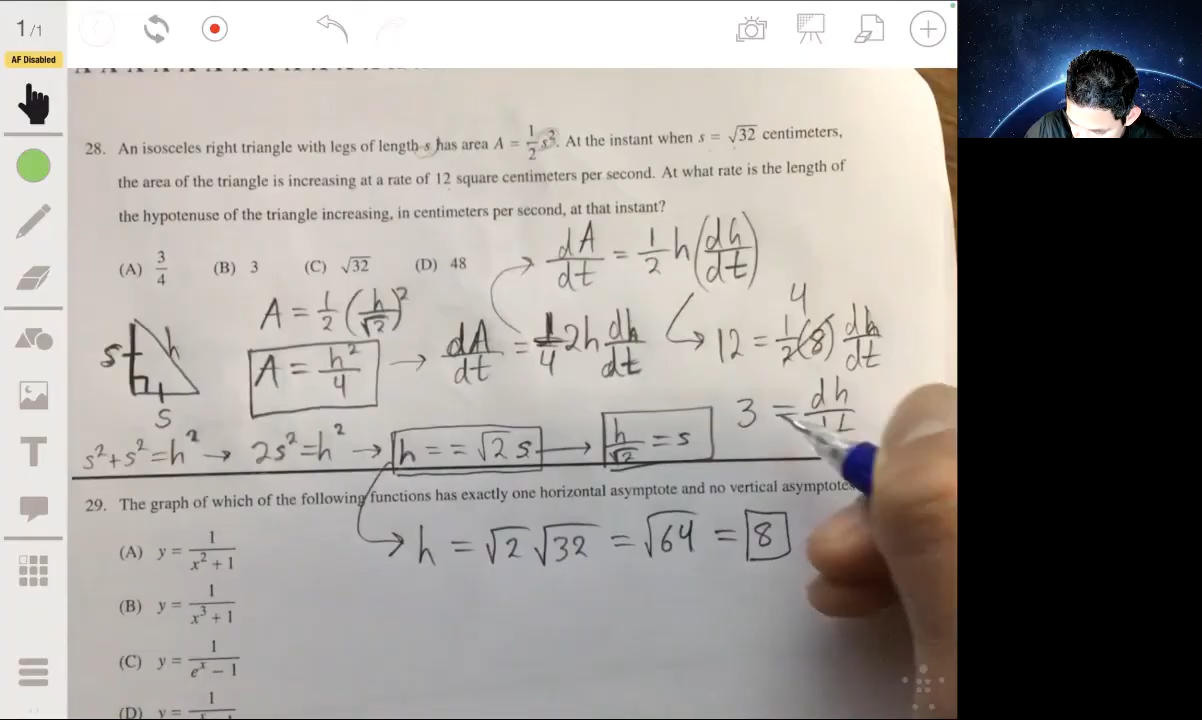 1/1
AF Disabled
28. An isosceles right triangle with legs of length s has area A = 1/2 s². At the instant when s = √32 centimeters,
the area of the triangle is increasing at a rate of 12 square centimeters per second. At what rate is the length of
the hypotenuse of the triangle increasing, in centimeters per second, at that instant?
(A) 3/4 (B) 3 (C) √32 (D) 48
dA/dt = 1/2 h (dh/dt)
A = 1/2 (h/√2)²
A = h²/4 → dA/dt = 1/4 2h dh/dt
4
12 = 1/2 (8) dh/dt
3 = dh/dt
s h
s
s² + s² = h² → 2s² = h² → h = = √2 s → h/√2 = s
29. The graph of which of the following functions has exactly one horizontal asymptote and no vertical asymptotes
h = √2 √32 = √64 = 8
(A) y = 1/(x² + 1)
(B) y = 1/(x³ + 1)
(C) y = 1/(eˣ − 1)
(D) y = 1
T